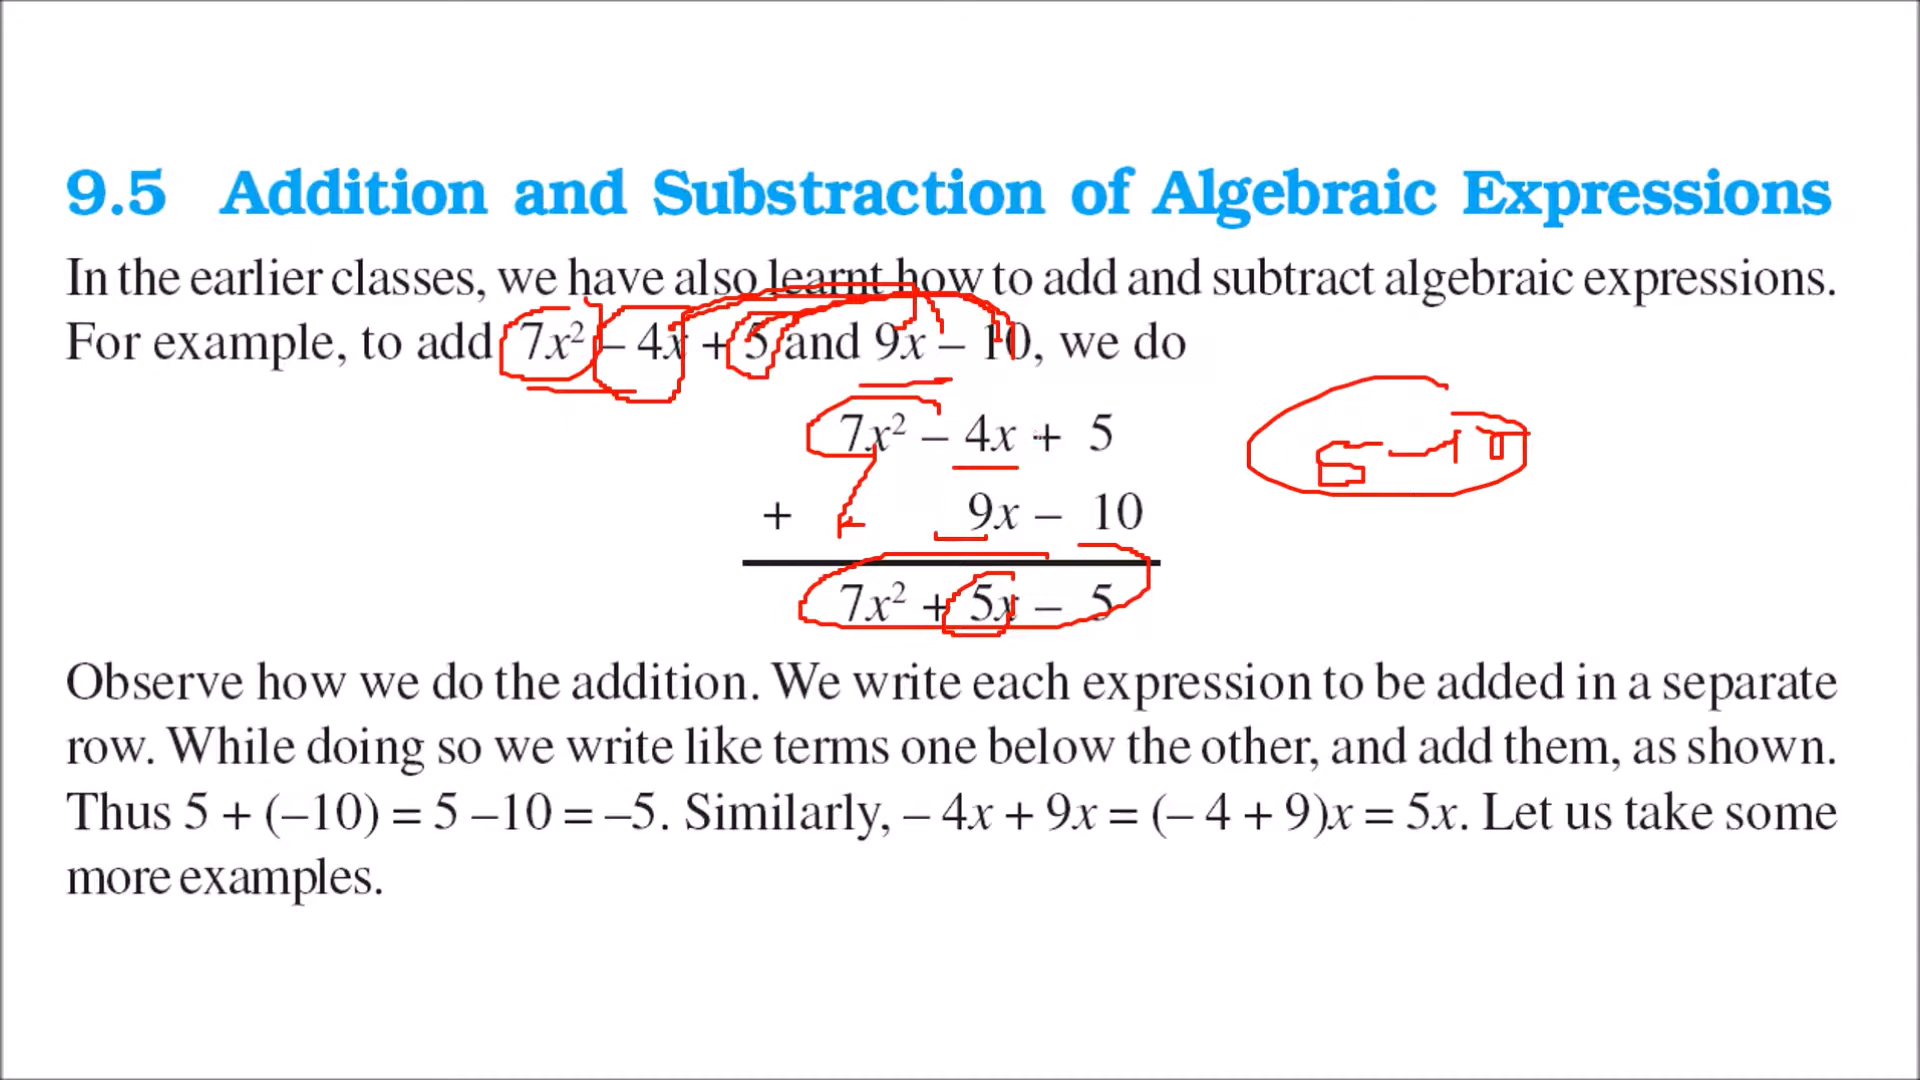 9.5 Addition and Substraction of Algebraic Expressions
In the earlier classes, we have also learnt how to add and subtract algebraic expressions.
For example, to add 7x² – 4x + 5 and 9x – 10, we do
7x² – 4x + 5
5 – 10
+ 9x – 10
7x² + 5x – 5
Observe how we do the addition. We write each expression to be added in a separate
row. While doing so we write like terms one below the other, and add them, as shown.
Thus 5 + (–10) = 5 –10 = –5. Similarly, – 4x + 9x = (– 4 + 9)x = 5x. Let us take some
more examples.